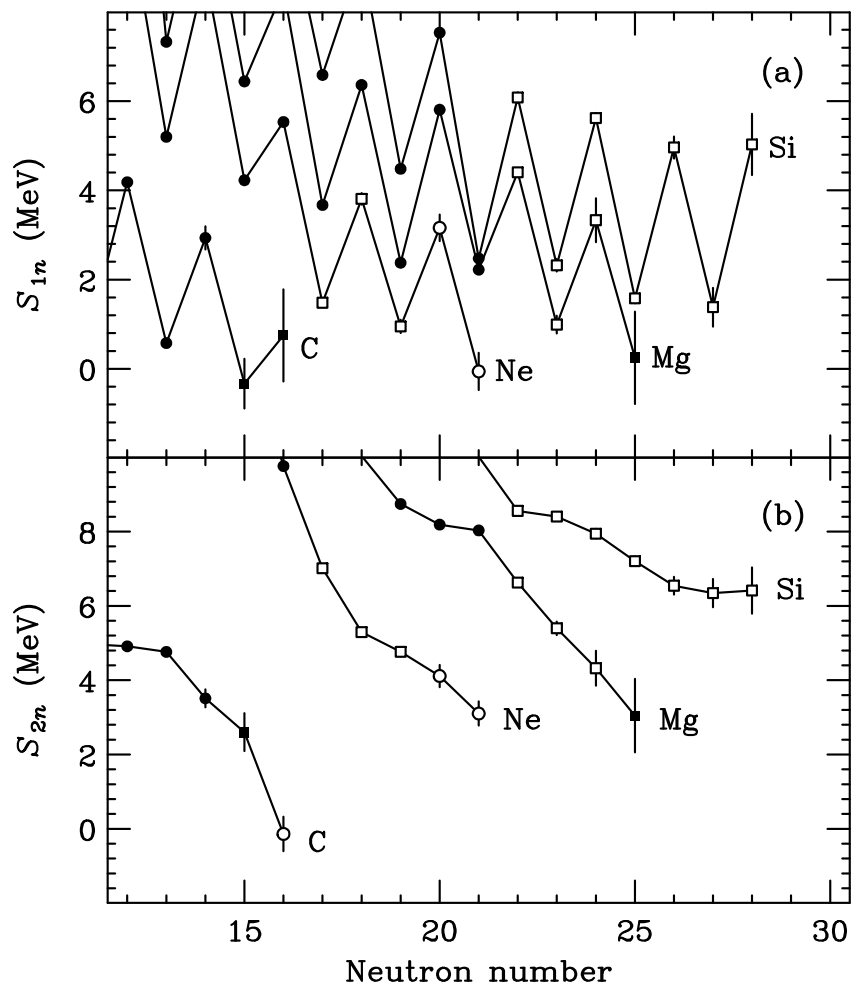 (a)
S1n (MeV)
6
4
2
0
Si
C
Ne
Mg
(b)
S2n (MeV)
8
6
4
2
0
Si
Ne
Mg
C
15 20 25 30
Neutron number